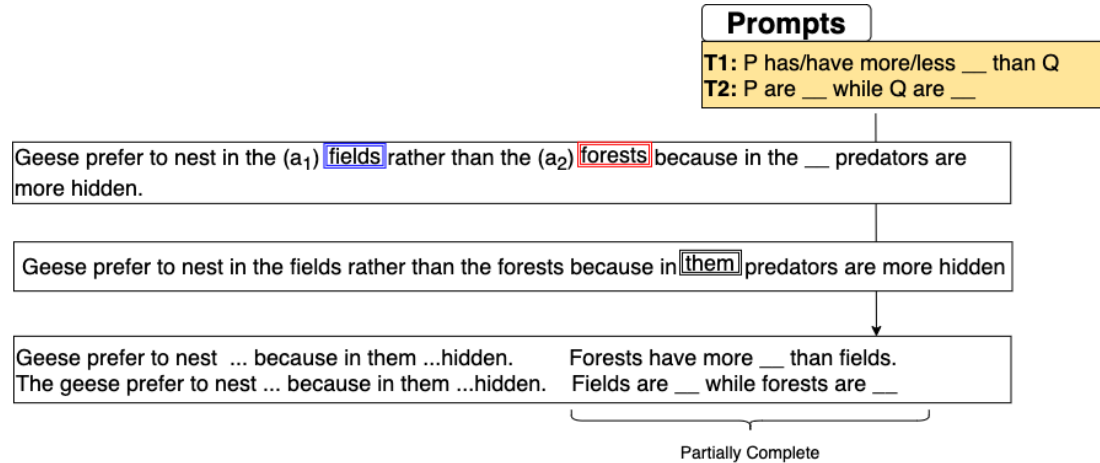 Prompts
T1: P has/have more/less __ than Q
T2: P are __ while Q are __
Geese prefer to nest in the (a₁) fields rather than the (a₂) forests because in the __ predators are
more hidden.
Geese prefer to nest in the fields rather than the forests because in them predators are more hidden
Geese prefer to nest ... because in them ...hidden. Forests have more __ than fields.
The geese prefer to nest ... because in them ...hidden. Fields are __ while forests are __
Partially Complete